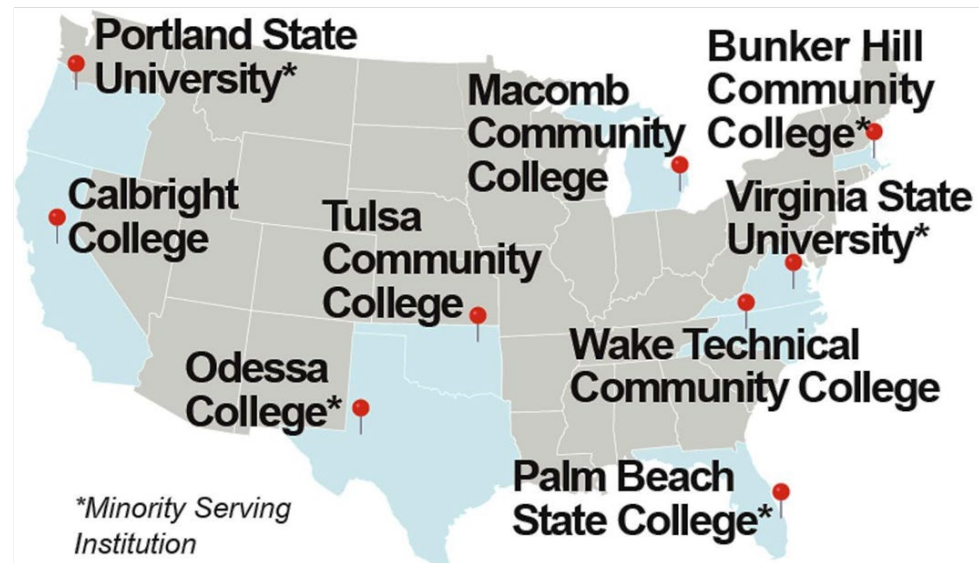 Portland State
University*
Bunker Hill
Community
College*
Macomb
Community
College
Calbright
College
Tulsa
Community
College
Virginia State
University*
Odessa
College*
Wake Technical
Community College
Palm Beach
State College*
*Minority Serving
Institution